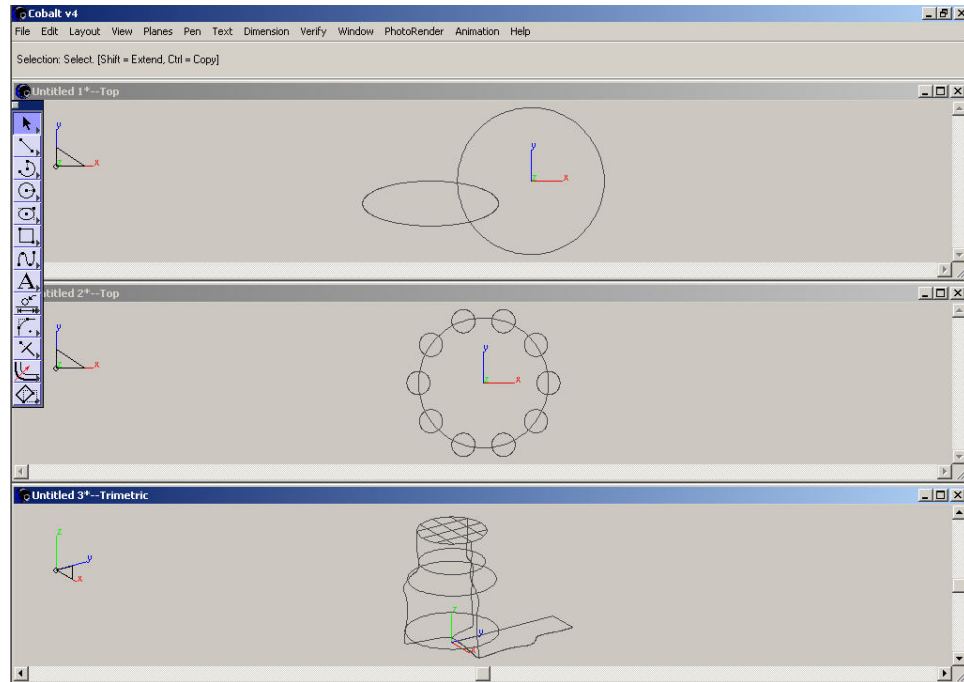 Cobalt v4
File Edit Layout View Planes Pen Text Dimension Verify Window PhotoRender Animation Help
Selection: Select. [Shift = Extend, Ctrl = Copy]
Untitled 1*--Top
y
z x
y
z x
A
ntitled 2*--Top
y
z x
y
z x
Untitled 3*--Trimetric
z
y
x
z
y
x